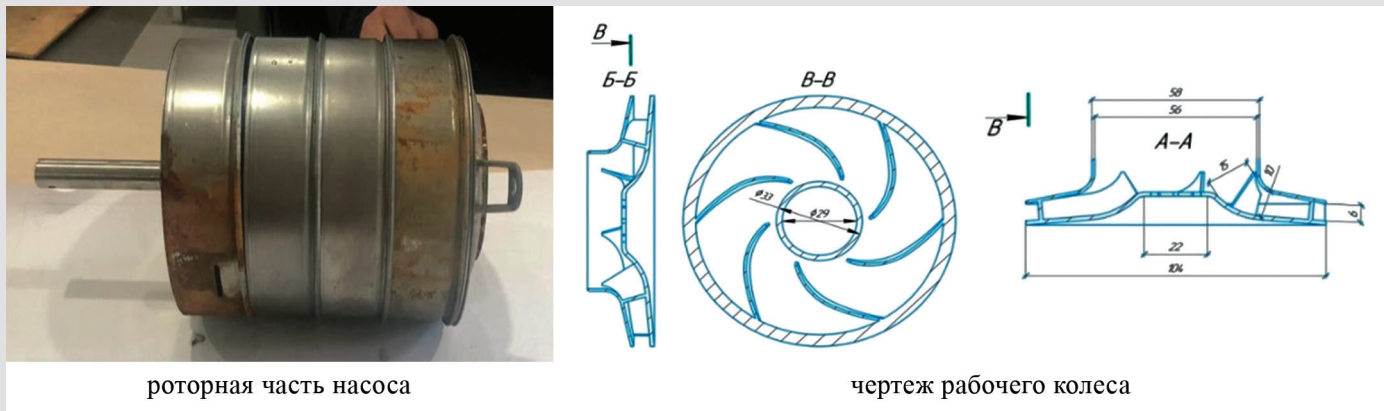 В
Б-Б
В-В
Ø33
Ø29
58
56
В
А-А
15
10
6
22
104
роторная часть насоса
чертеж рабочего колеса